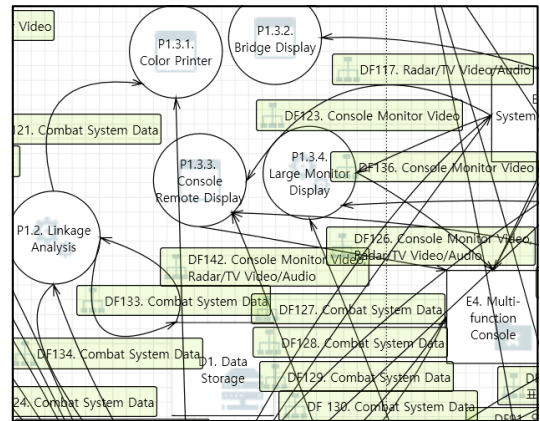 Video
P1.3.1.
Color Printer
P1.3.2.
Bridge Display
DF117. Radar/TV Video/Audio
DF123. Console Monitor Video
System
121. Combat System Data
P1.3.3.
Console
Remote Display
P1.3.4.
Large Monitor
Display
DF136. Console Monitor Video
P1.2. Linkage
Analysis
DF126. Console Monitor Video,
Radar/TV Video/Audio
DF142. Console Monitor Video,
Radar/TV Video/Audio
DF133. Combat System Data
DF127. Combat System Data
E4. Multi-
function
Console
DF134. Combat System Data
DF128. Combat System Data
D1. Data
Storage
DF129. Combat System Data
24. Combat System Data
DF 130. Combat System Data